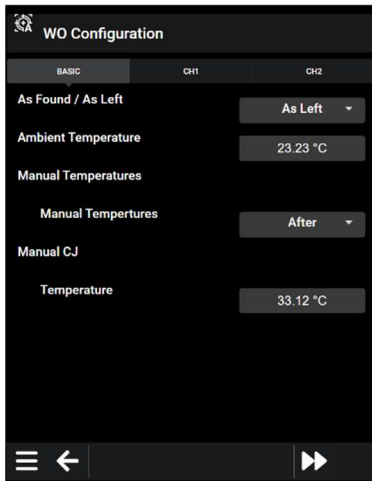 WO Configuration
BASIC CH1 CH2
As Found / As Left As Left
Ambient Temperature 23.23 °C
Manual Temperatures
Manual Tempertures After
Manual CJ
Temperature 33.12 °C